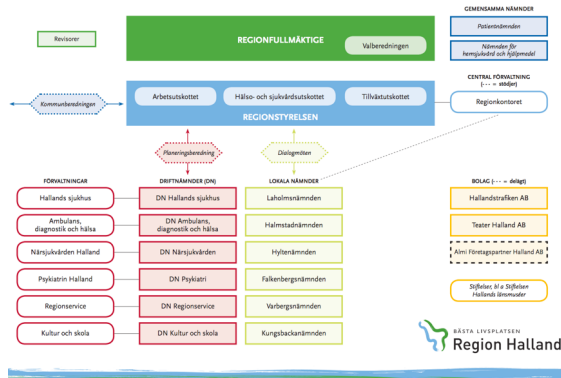 GEMENSAMMA NÄMNDER
Revisorer
REGIONFULLMÄKTIGE
Valberedningen
Patientnämnden
Nämnden för
hemsjukvård och hjälpmedel
CENTRAL FÖRVALTNING
(--- = stödjer)
Kommunberedningen
Arbetsutskottet
Hälso- och sjukvårdsutskottet
Tillväxtutskottet
Regionkontoret
REGIONSTYRELSEN
Planeringsberedning
Dialogmöten
FÖRVALTNINGAR
DRIFTNÄMNDER (DN)
LOKALA NÄMNDER
BOLAG (--- = delägt)
Hallands sjukhus
DN Hallands sjukhus
Laholmsnämnden
Hallandstrafiken AB
Ambulans,
diagnostik och hälsa
DN Ambulans,
diagnostik och hälsa
Halmstadnämnden
Teater Halland AB
Närsjukvården Halland
DN Närsjukvården
Hyltenämnden
Almi Företagspartner Halland AB
Psykiatrin Halland
DN Psykiatri
Falkenbergsnämnden
Regionservice
DN Regionservice
Varbergsnämnden
Stiftelser, bl a Stiftelsen
Hallands länsmuseer
Kultur och skola
DN Kultur och skola
Kungsbackanämnden
BÄSTA LIVSPLATSEN
Region Halland